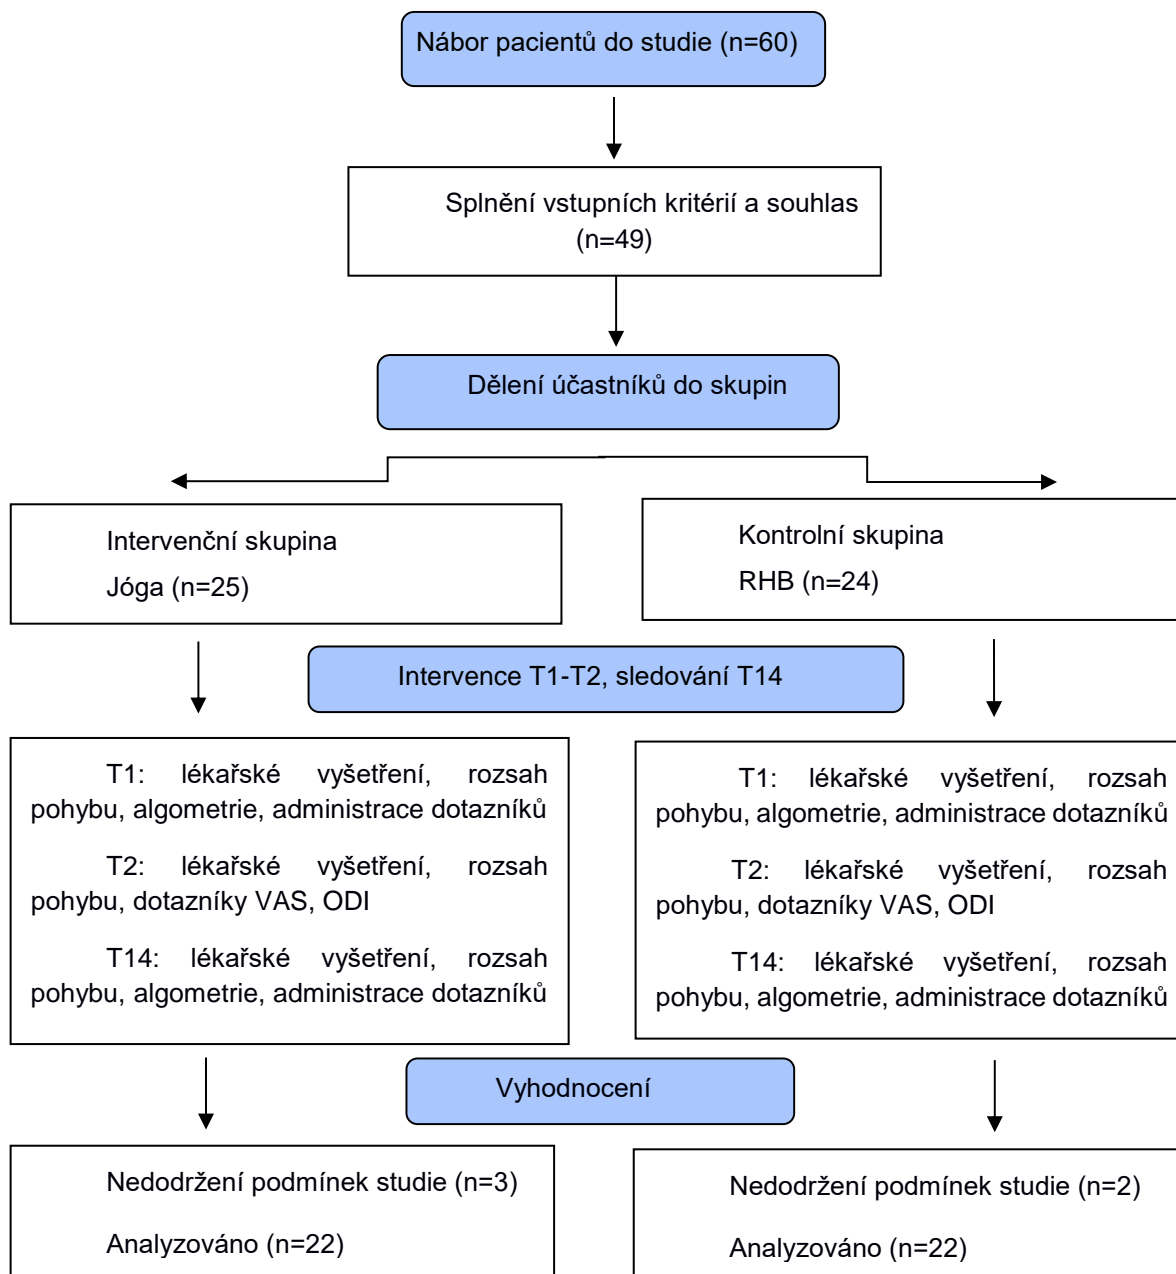 Nábor pacientů do studie (n=60)
Splnění vstupních kritérií a souhlas
(n=49)
Dělení účastníků do skupin
Intervenční skupina
Jóga (n=25)
Kontrolní skupina
RHB (n=24)
Intervence T1-T2, sledování T14
T1: lékařské vyšetření, rozsah
pohybu, algometrie, administrace dotazníků
T2: lékařské vyšetření, rozsah
pohybu, dotazníky VAS, ODI
T14: lékařské vyšetření, rozsah
pohybu, algometrie, administrace dotazníků
T1: lékařské vyšetření, rozsah
pohybu, algometrie, administrace dotazníků
T2: lékařské vyšetření, rozsah
pohybu, dotazníky VAS, ODI
T14: lékařské vyšetření, rozsah
pohybu, algometrie, administrace dotazníků
Vyhodnocení
Nedodržení podmínek studie (n=3)
Analyzováno (n=22)
Nedodržení podmínek studie (n=2)
Analyzováno (n=22)